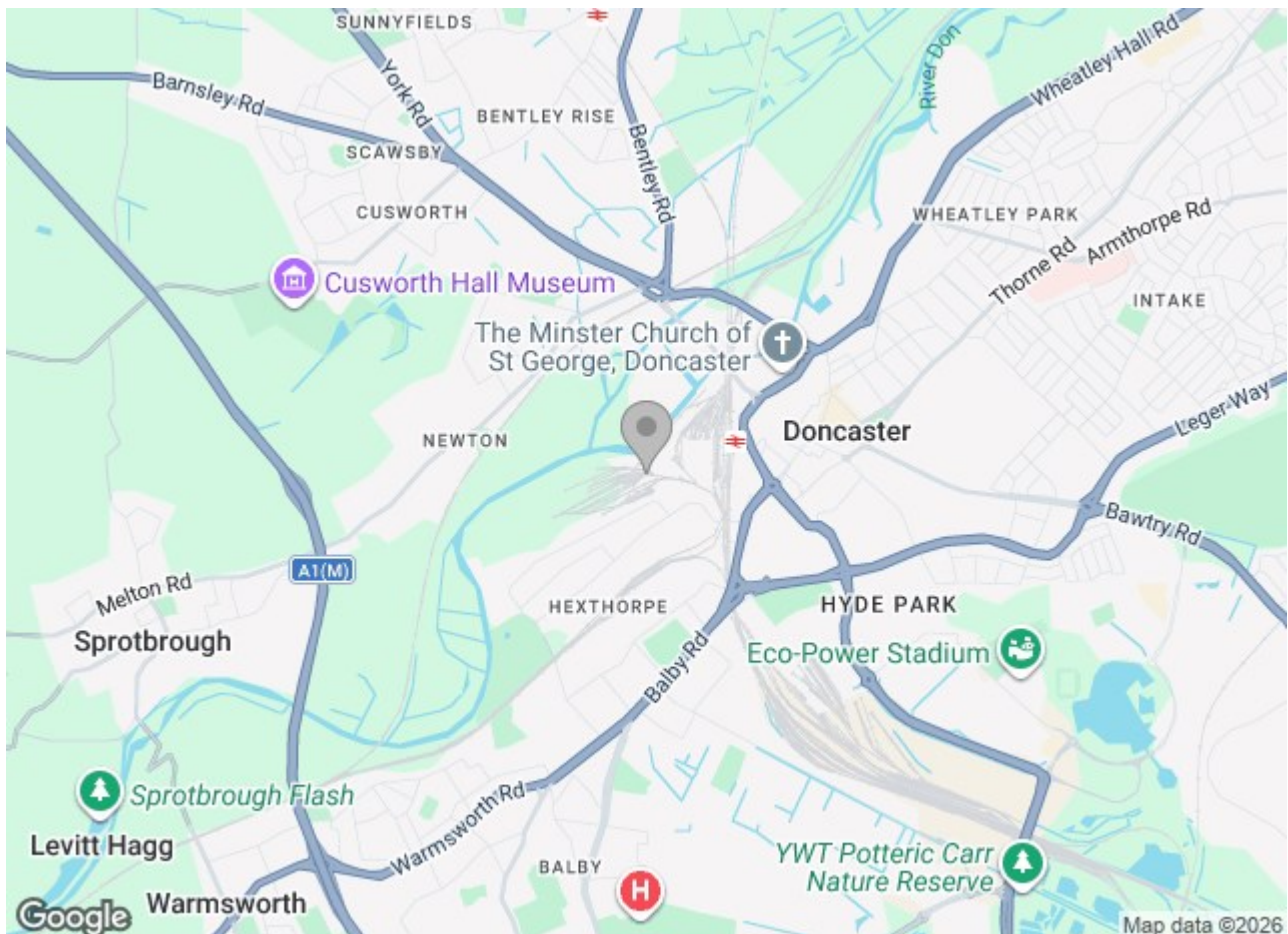 SUNNYFIELDS
Barnsley Rd
York Rd
BENTLEY RISE
SCAWSBY
CUSWORTH
Bentley Rd
River Don
Wheatley Hall Rd
WHEATLEY PARK
Armthorpe Rd
Thorne Rd
INTAKE
Cusworth Hall Museum
The Minster Church of
St George, Doncaster
NEWTON
Doncaster
Leger Way
Bawtry Rd
A1(M)
Melton Rd
Sprotbrough
HEXTHORPE
HYDE PARK
Balby Rd
Eco-Power Stadium
Sprotbrough Flash
Levitt Hagg
Warmsworth Rd
Warmsworth
BALBY
H
YWT Potteric Carr
Nature Reserve
Google
Map data ©2026